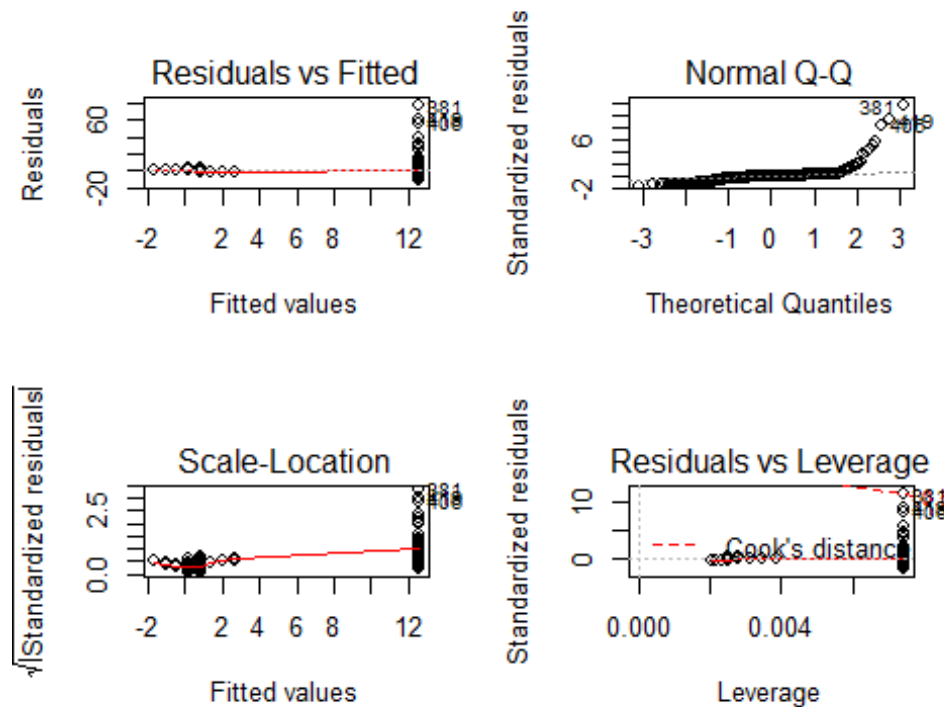 Residuals vs Fitted
Residuals
60
-20
381
-2 0 2 4 6 8 12
Fitted values
Normal Q-Q
Standardized residuals
6
-2
381
-3 -1 0 1 2 3
Theoretical Quantiles
Scale-Location
√|Standardized residuals|
2.5
0.0
-2 0 2 4 6 8 12
Fitted values
Residuals vs Leverage
Standardized residuals
10
0
381
Cook's distance
0.000 0.004
Leverage